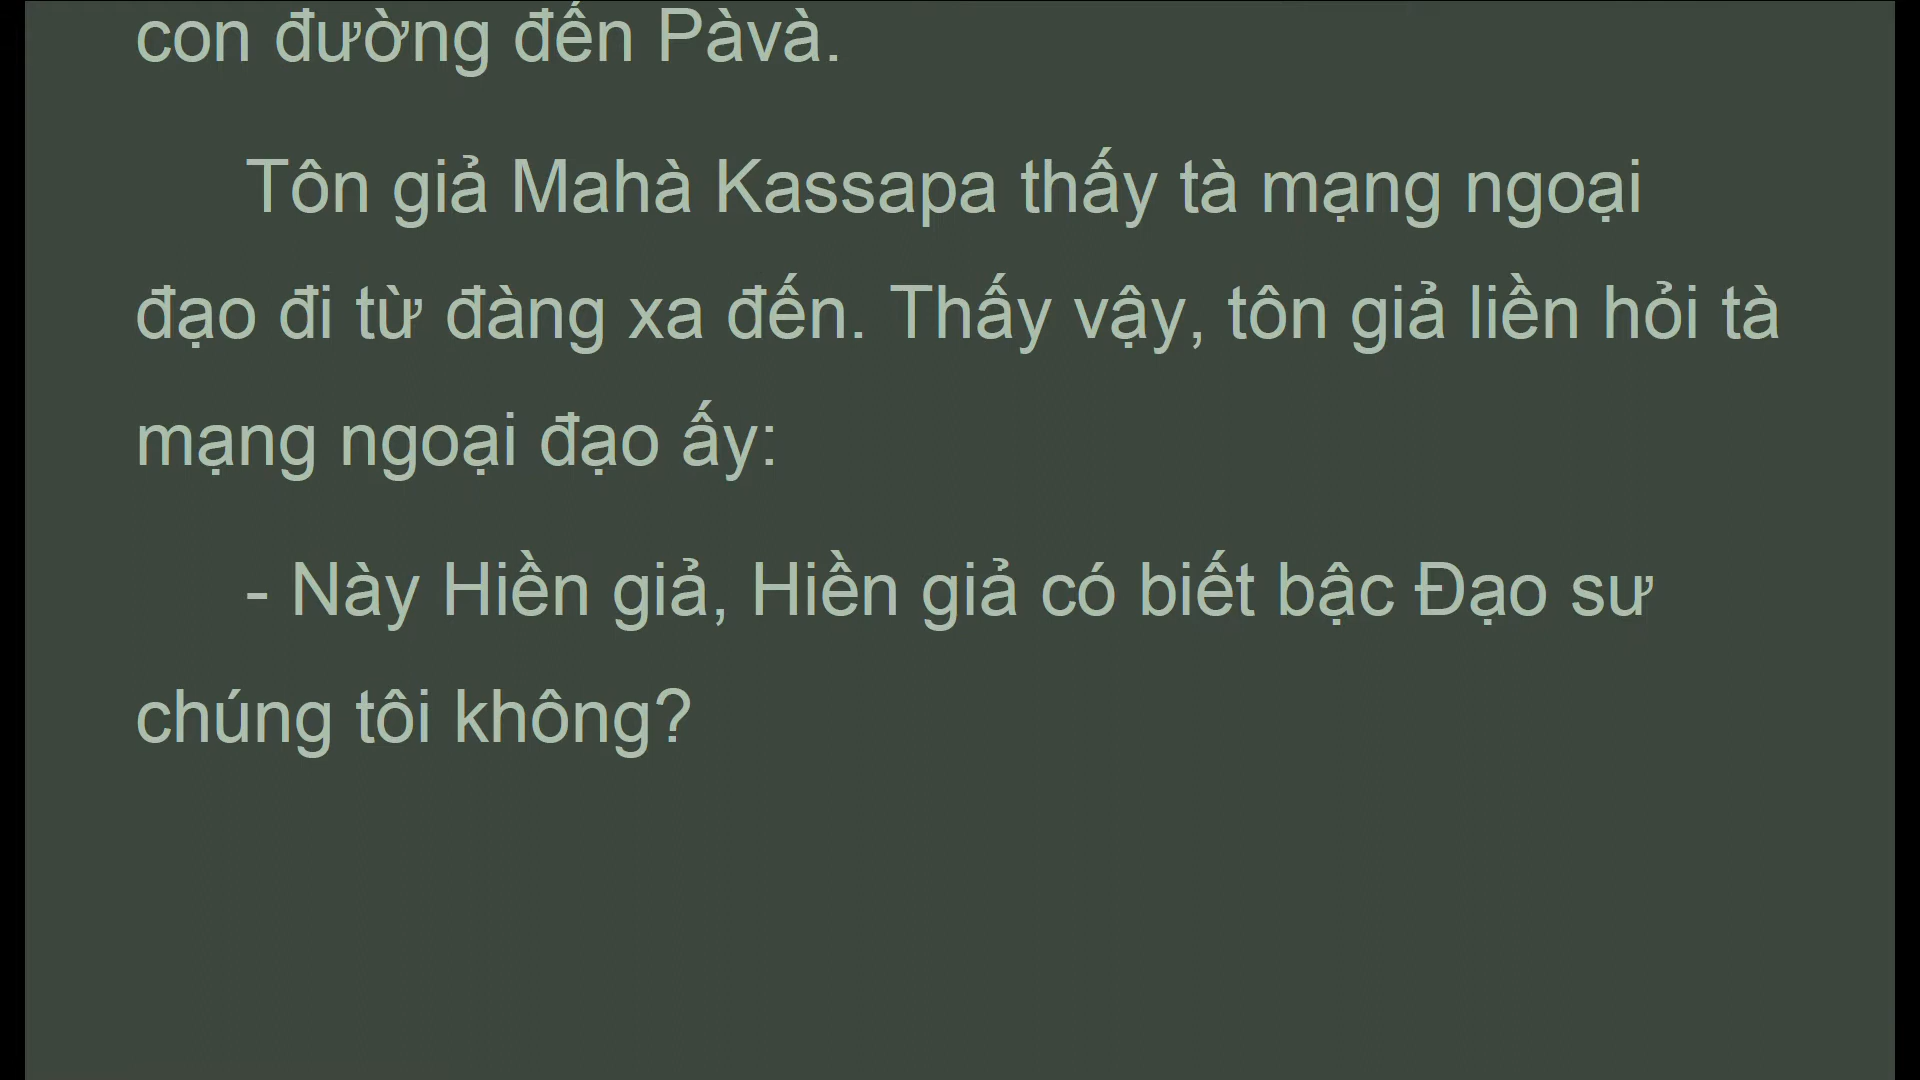 con đường đến Pàvà.
Tôn giả Mahà Kassapa thấy tà mạng ngoại
đạo đi từ đàng xa đến. Thấy vậy, tôn giả liền hỏi tà
mạng ngoại đạo ấy:
- Này Hiền giả, Hiền giả có biết bậc Đạo sư
chúng tôi không?